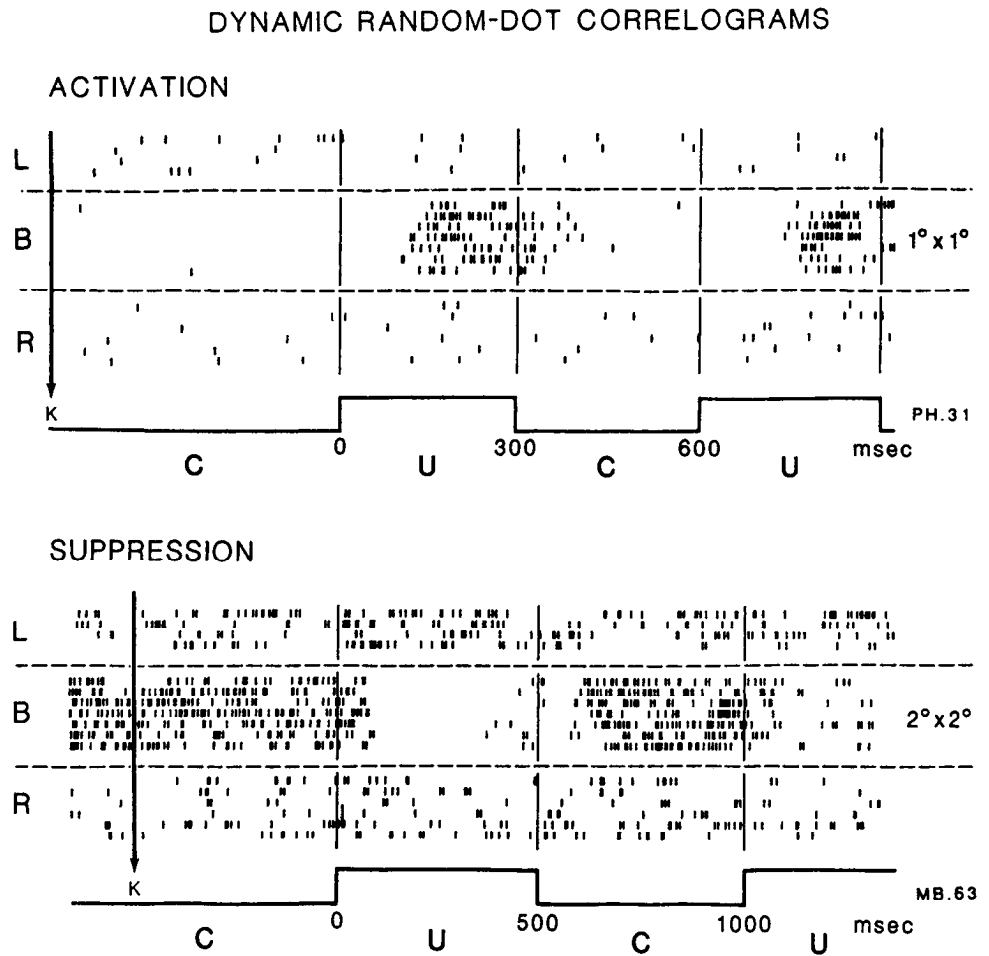 DYNAMIC RANDOM-DOT CORRELOGRAMS
ACTIVATION
L
B
1° x 1°
R
K
PH.31
0 300 600 msec
C U C U
SUPPRESSION
L
B
2° x 2°
R
K
MB.63
0 500 1000 msec
C U C U